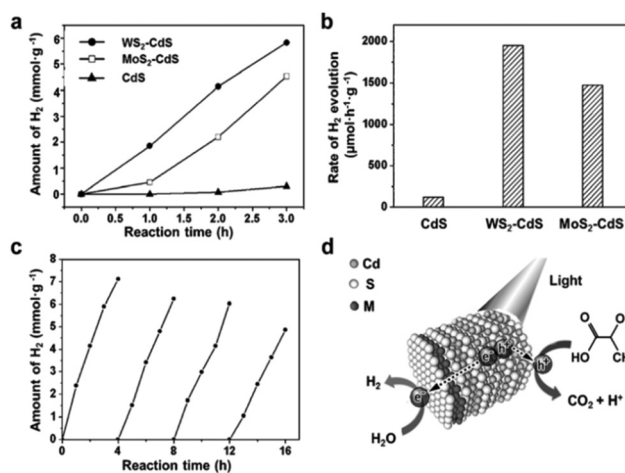 a
Amount of H2 (mmol·g-1)
6
5
4
3
2
1
0
WS2-CdS
MoS2-CdS
CdS
0.0 0.5 1.0 1.5 2.0 2.5 3.0
Reaction time (h)
b
Rate of H2 evolution
(μmol·h-1·g-1)
2000
1500
1000
500
0
CdS WS2-CdS MoS2-CdS
c
Amount of H2 (mmol·g-1)
8
7
6
5
4
3
2
1
0
0 4 8 12 16
Reaction time (h)
d
Cd
S
M
Light
e-
h+
h+
e-
H2
H2O
O
HO
O
CH
CO2 + H+